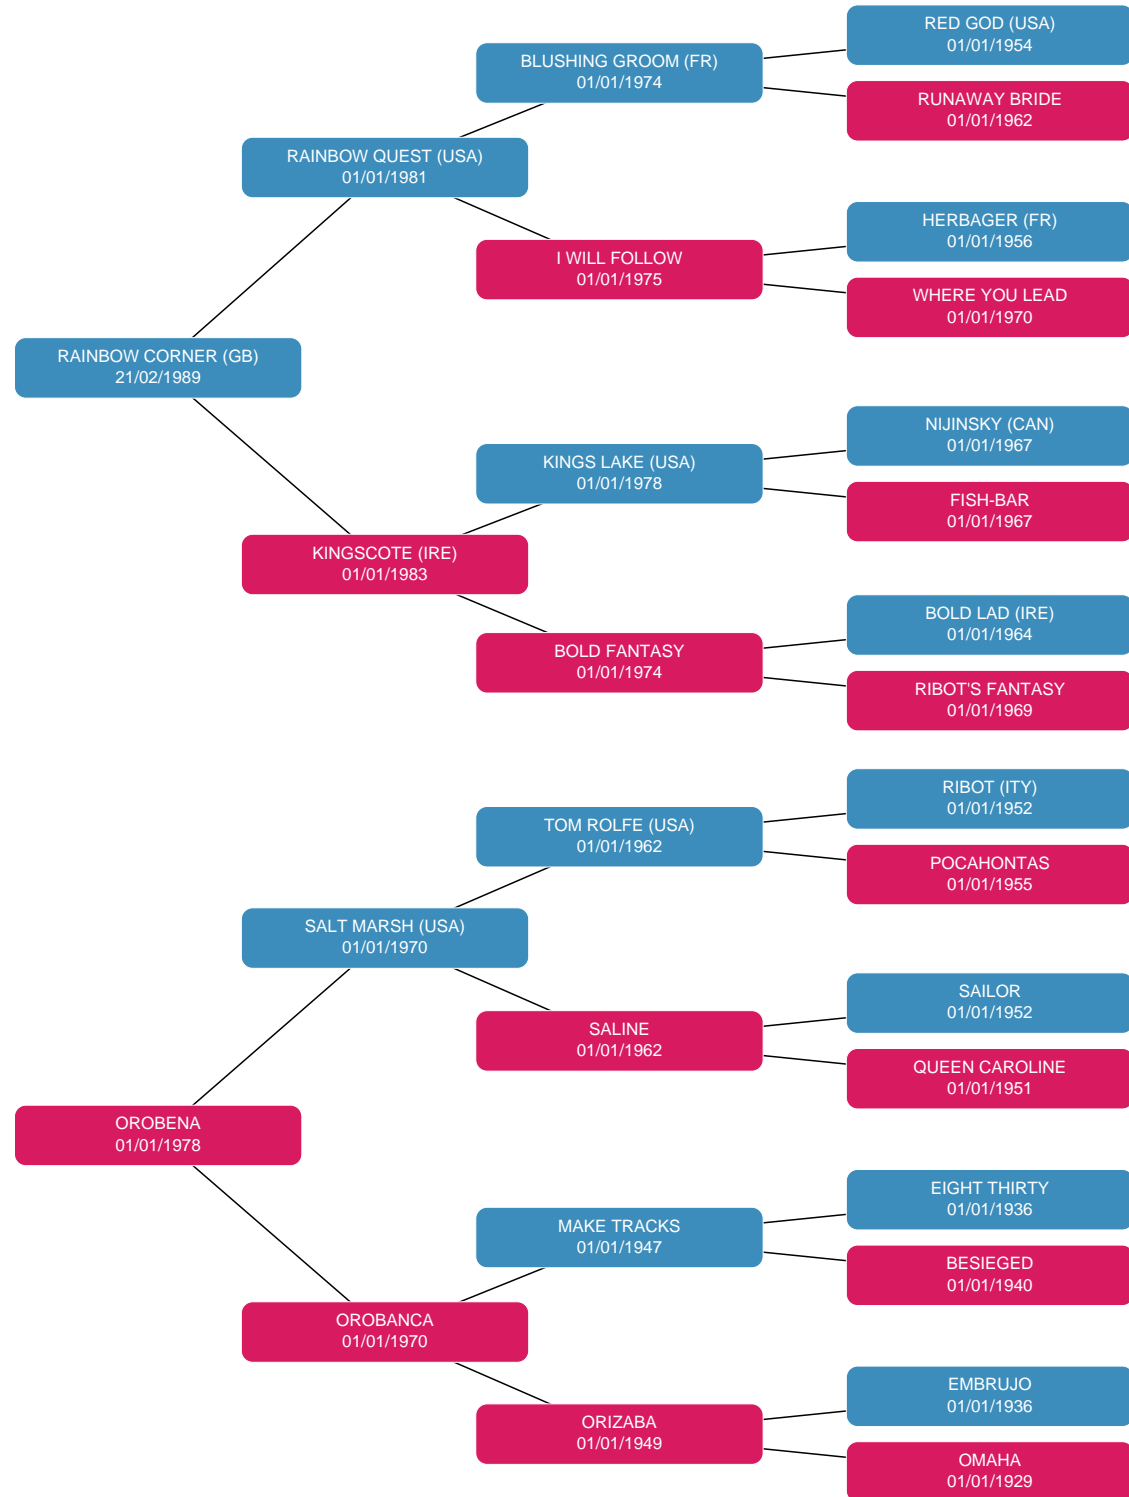 RED GOD (USA)
01/01/1954
BLUSHING GROOM (FR)
01/01/1974
RUNAWAY BRIDE
01/01/1962
RAINBOW QUEST (USA)
01/01/1981
HERBAGER (FR)
01/01/1956
I WILL FOLLOW
01/01/1975
WHERE YOU LEAD
01/01/1970
RAINBOW CORNER (GB)
21/02/1989
NIJINSKY (CAN)
01/01/1967
KINGS LAKE (USA)
01/01/1978
FISH-BAR
01/01/1967
KINGSCOTE (IRE)
01/01/1983
BOLD LAD (IRE)
01/01/1964
BOLD FANTASY
01/01/1974
RIBOT'S FANTASY
01/01/1969
RIBOT (ITY)
01/01/1952
TOM ROLFE (USA)
01/01/1962
POCAHONTAS
01/01/1955
SALT MARSH (USA)
01/01/1970
SAILOR
01/01/1952
SALINE
01/01/1962
QUEEN CAROLINE
01/01/1951
OROBENA
01/01/1978
EIGHT THIRTY
01/01/1936
MAKE TRACKS
01/01/1947
BESIEGED
01/01/1940
OROBANCA
01/01/1970
EMBRUJO
01/01/1936
ORIZABA
01/01/1949
OMAHA
01/01/1929